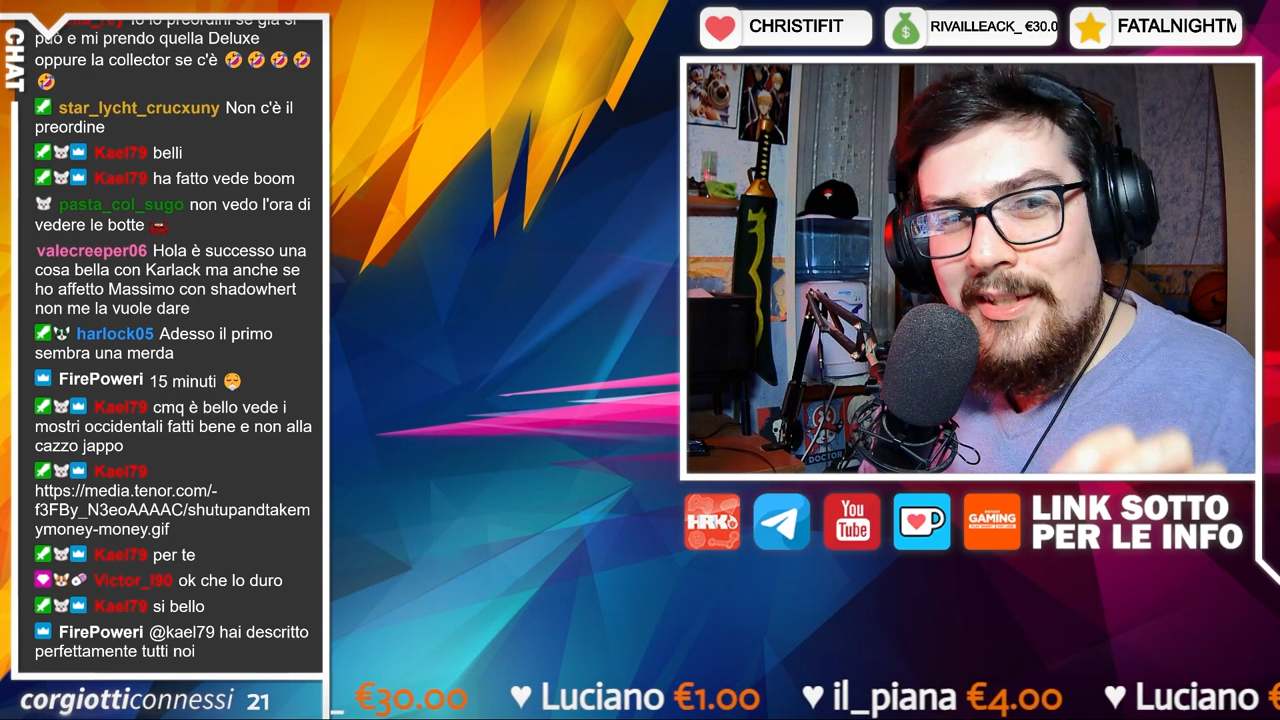 CHAT
Io lo preordini se già si
può e mi prendo quella Deluxe
oppure la collector se c'è 🤣 🤣 🤣 🤣
🤣
star_lycht_crucxuny Non c'è il
preordine
Kael79 belli
Kael79 ha fatto vede boom
pasta_col_sugo non vedo l'ora di
vedere le botte
valecreeper06 Hola è successo una
cosa bella con Karlack ma anche se
ho affetto Massimo con shadowhert
non me la vuole dare
harlock05 Adesso il primo
sembra una merda
FirePoweri 15 minuti
Kael79 cmq è bello vede i
mostri occidentali fatti bene e non alla
cazzo jappo
Kael79
https://media.tenor.com/-
f3FBy_N3eoAAAAC/shutupandtakem
ymoney-money.gif
Kael79 per te
Victor_l90 ok che lo duro
Kael79 si bello
FirePoweri @kael79 hai descritto
perfettamente tutti noi
corgiotticonnessi 21
CHRISTIFIT
RIVAILLEACK_ €30.0
FATALNIGHTM
DOCTOR
HRK
You
Tube
INSTANT
GAMING
LINK SOTTO
PER LE INFO
_ €30.00 ♥ Luciano €1.00 ♥ il_piana €4.00 ♥ Luciano €